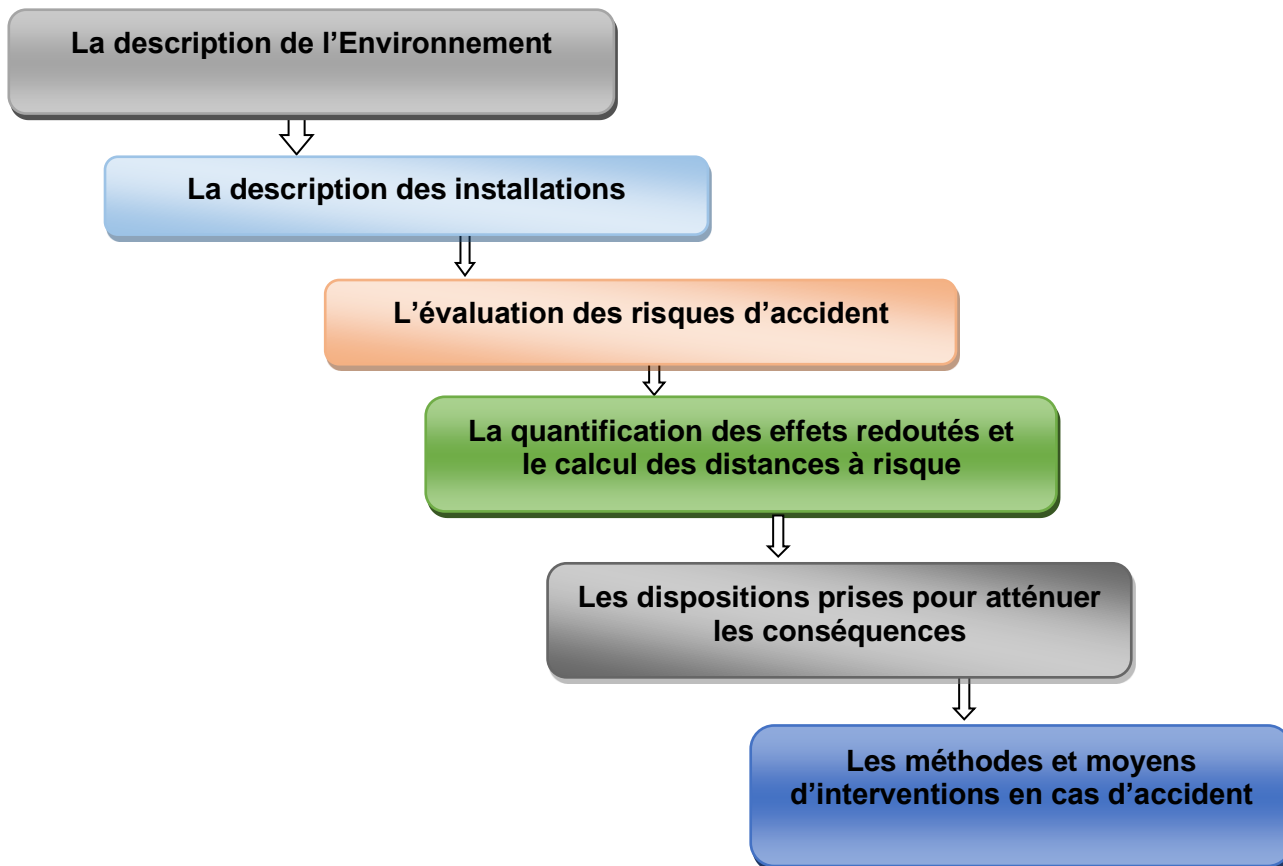 La description de l’Environnement
La description des installations
L’évaluation des risques d’accident
La quantification des effets redoutés et
le calcul des distances à risque
Les dispositions prises pour atténuer
les conséquences
Les méthodes et moyens
d’interventions en cas d’accident